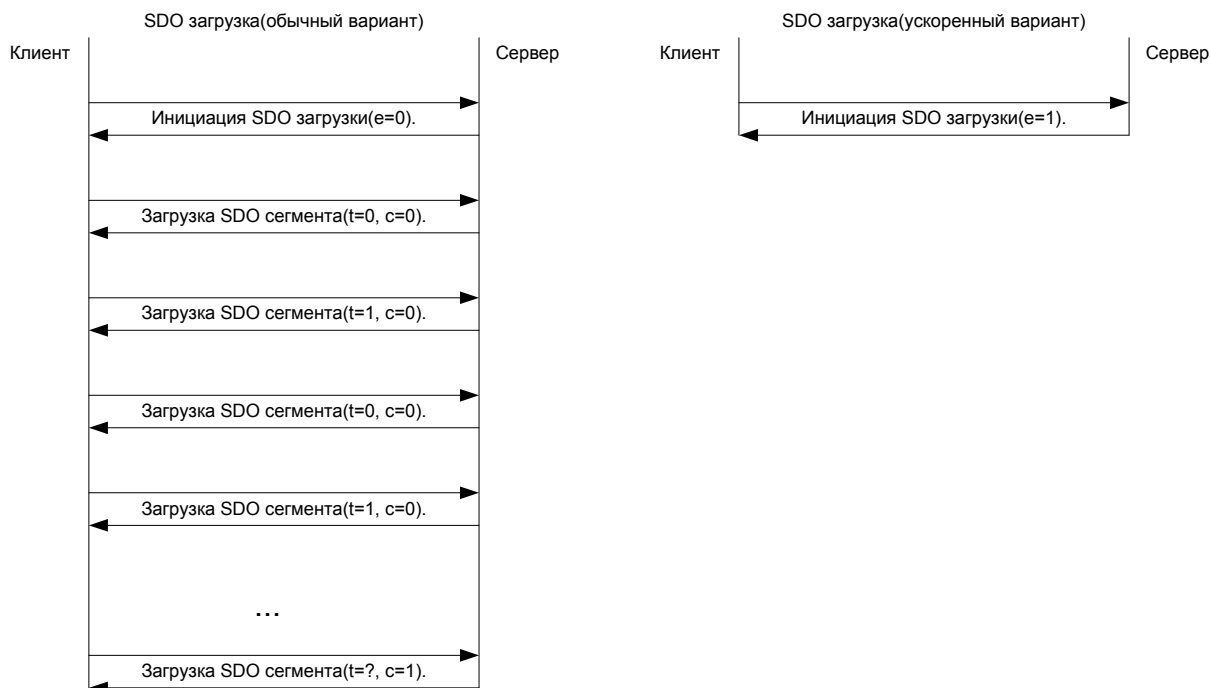 SDO загрузка(обычный вариант)
Клиент
Сервер
Инициация SDO загрузки(e=0).
Загрузка SDO сегмента(t=0, c=0).
Загрузка SDO сегмента(t=1, c=0).
Загрузка SDO сегмента(t=0, c=0).
Загрузка SDO сегмента(t=1, c=0).
...
Загрузка SDO сегмента(t=?, c=1).
SDO загрузка(ускоренный вариант)
Клиент
Сервер
Инициация SDO загрузки(e=1).